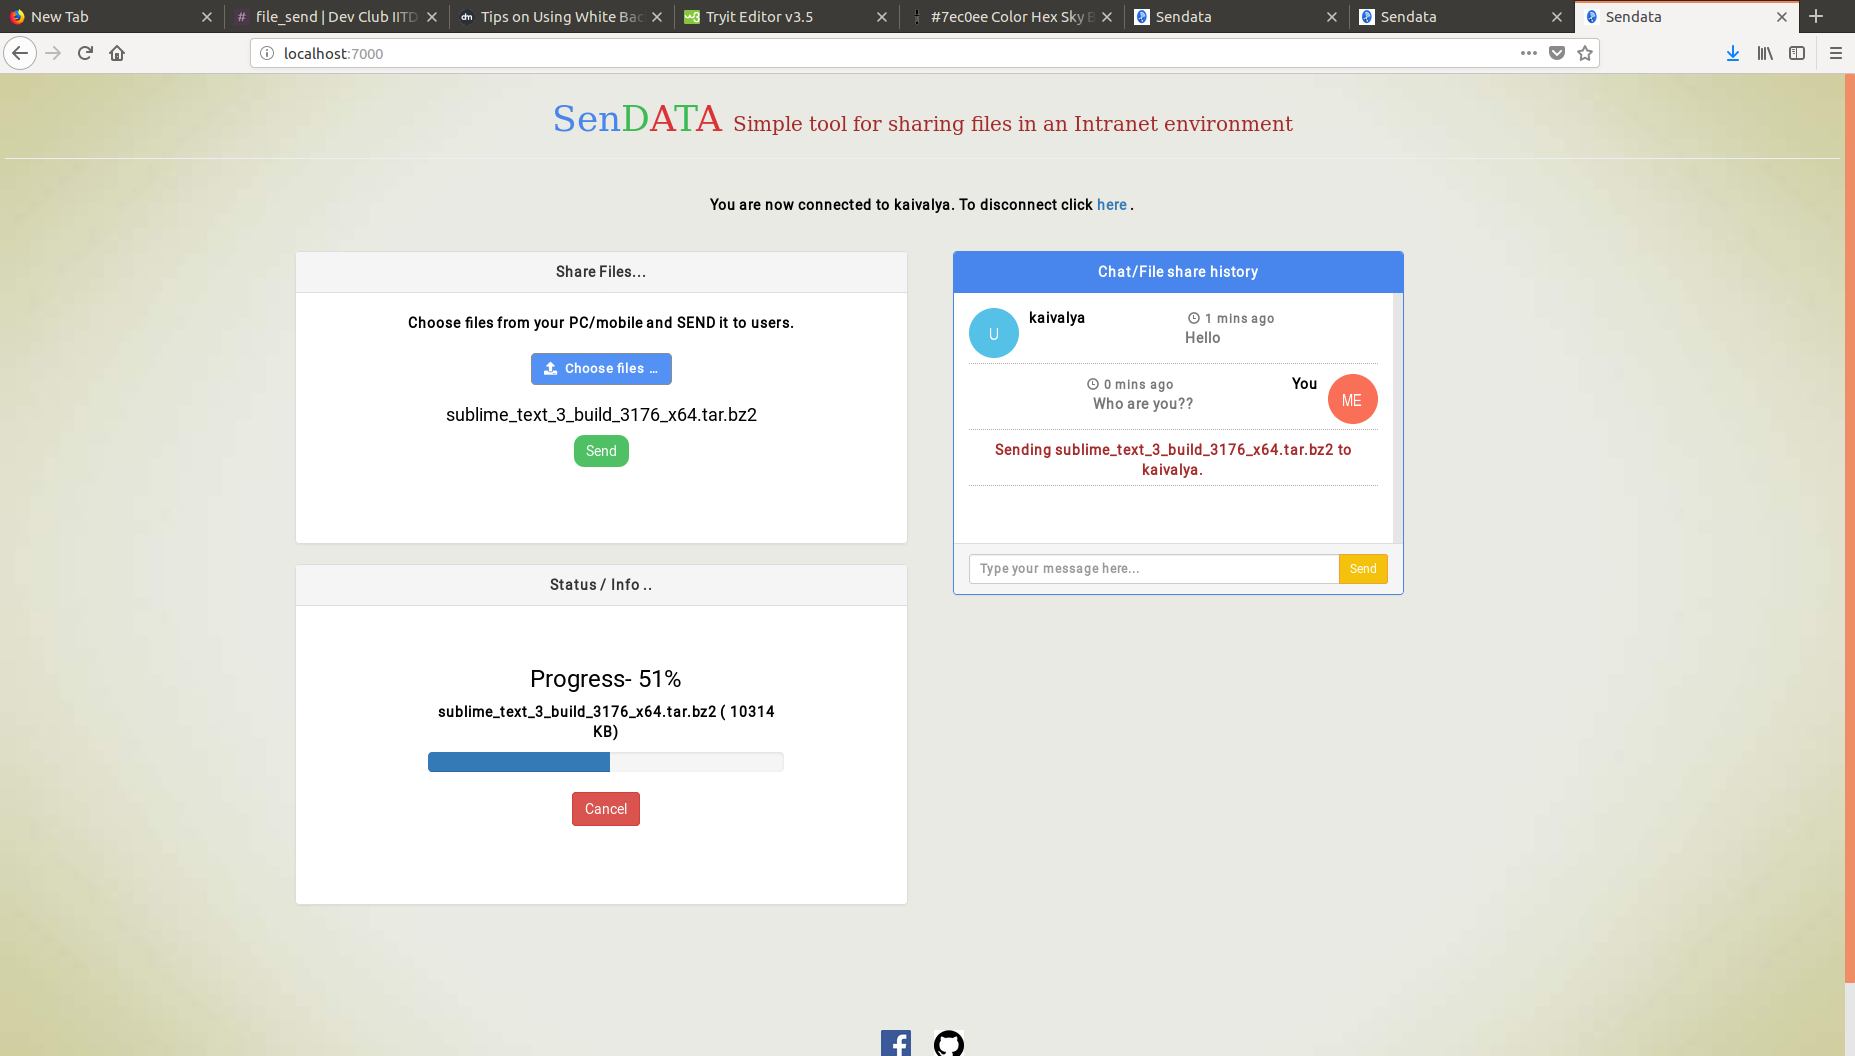 New Tab
file_send | Dev Club IITD
Tips on Using White Bac
Tryit Editor v3.5
#7ec0ee Color Hex Sky B
Sendata
Sendata
Sendata
localhost:7000
SenDATA Simple tool for sharing files in an Intranet environment
You are now connected to kaivalya. To disconnect click here .
Share Files...
Choose files from your PC/mobile and SEND it to users.
Choose files …
sublime_text_3_build_3176_x64.tar.bz2
Send
Status / Info ..
Progress- 51%
sublime_text_3_build_3176_x64.tar.bz2 ( 10314
KB)
Cancel
Chat/File share history
U
kaivalya
1 mins ago
Hello
0 mins ago
You
ME
Who are you??
Sending sublime_text_3_build_3176_x64.tar.bz2 to
kaivalya.
Type your message here...
Send